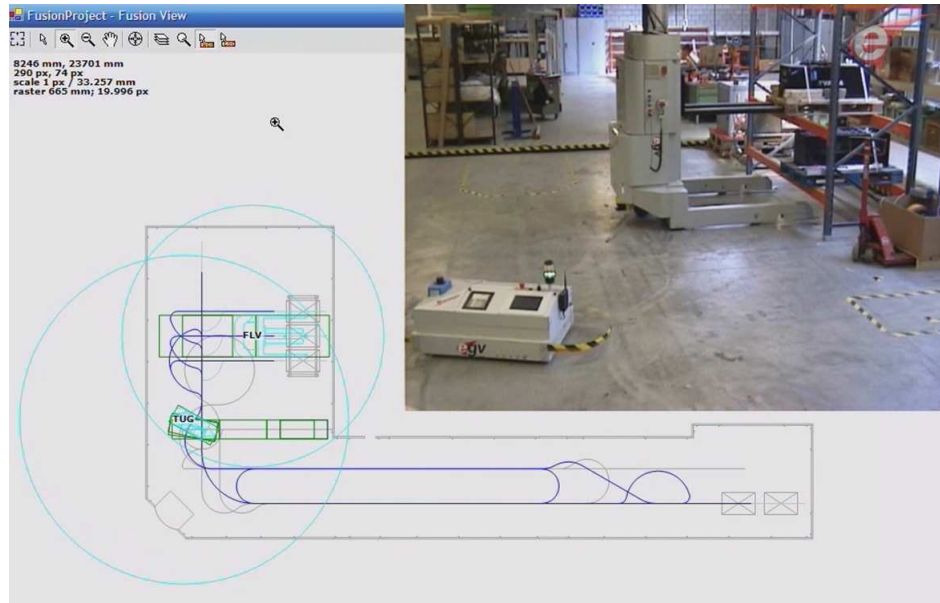 FusionProject - Fusion View
8246 mm, 23701 mm
290 px, 74 px
scale 1 px / 33.257 mm
raster 665 mm; 19.996 px
FLV
TUG
egv